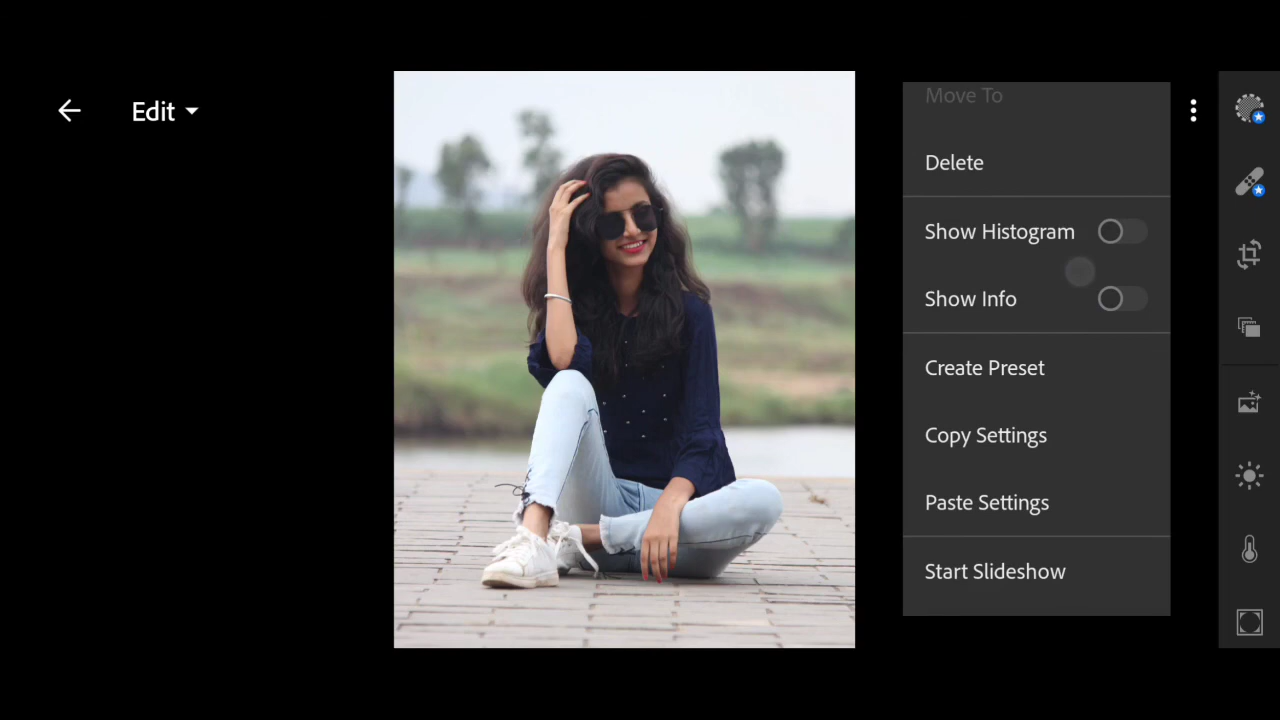 Edit
Move To
Delete
Show Histogram
Show Info
Create Preset
Copy Settings
Paste Settings
Start Slideshow